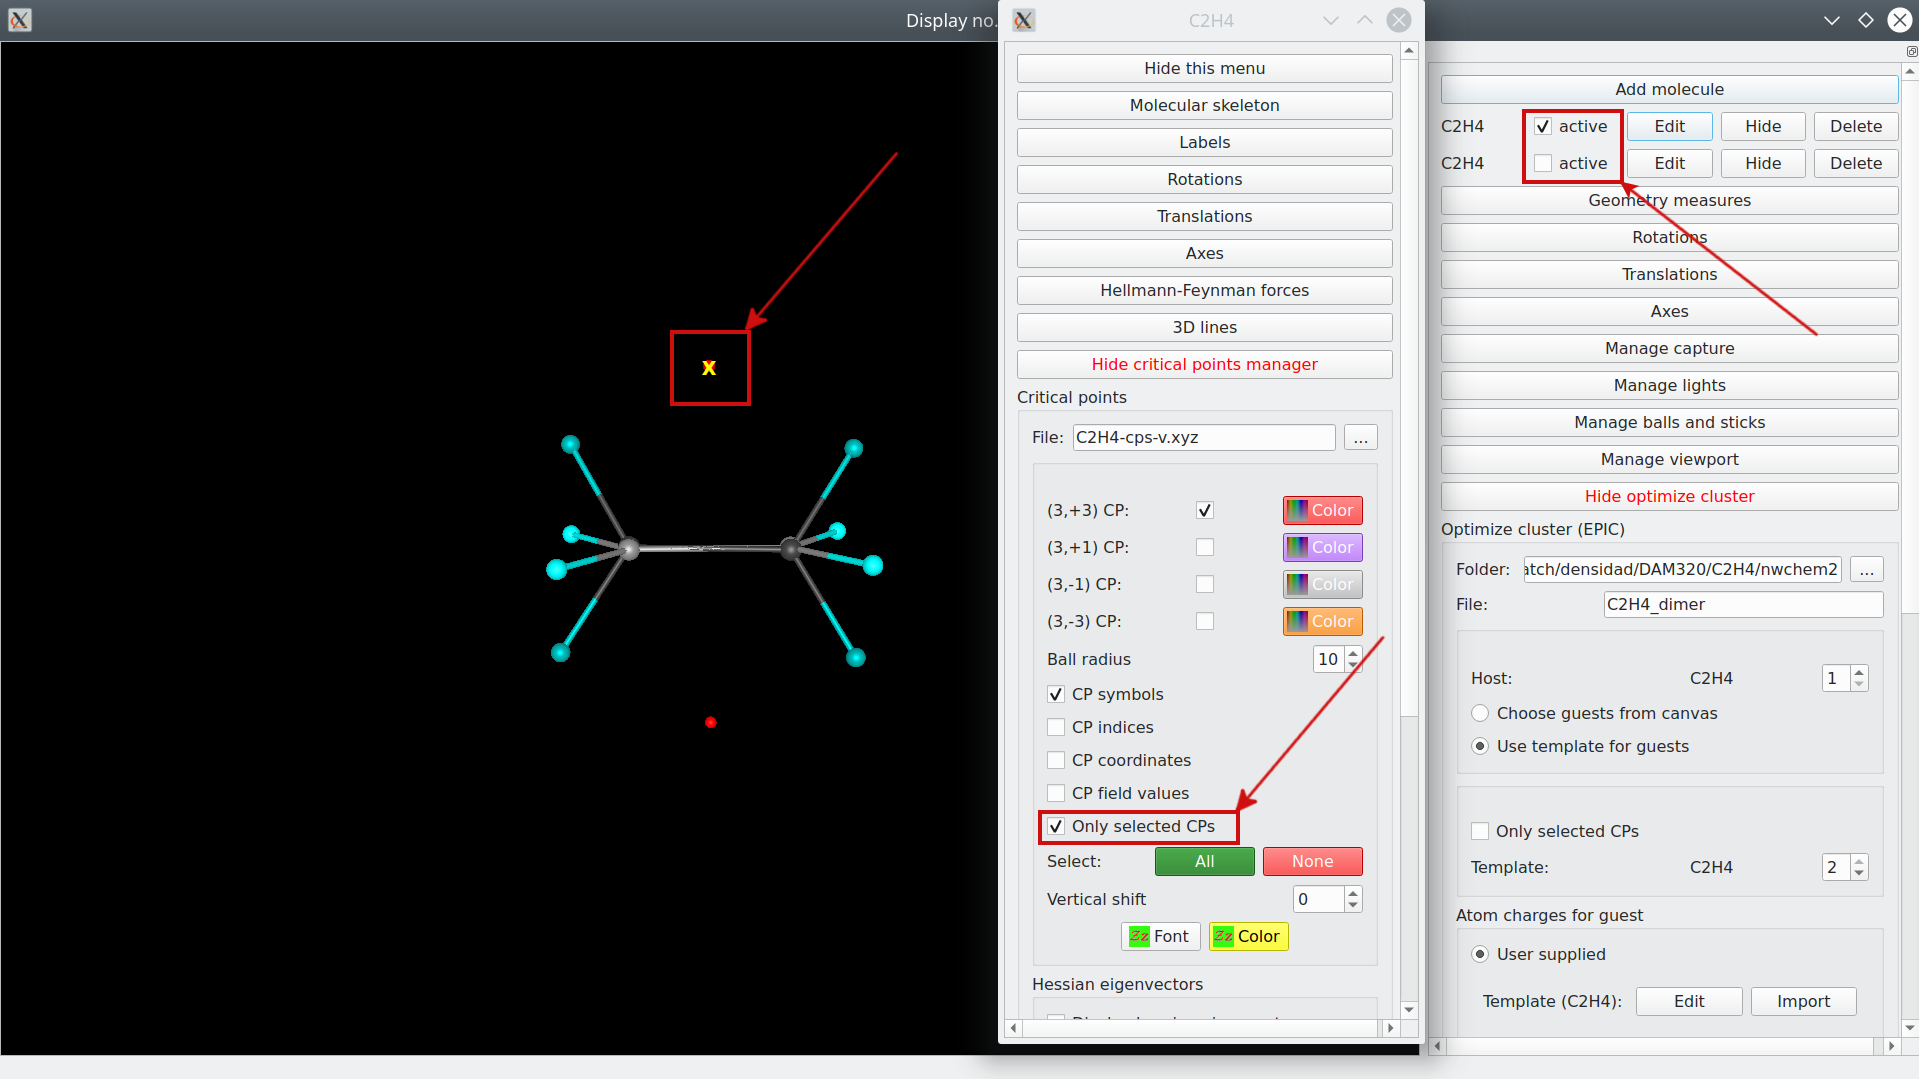 Display no.
x
C2H4
Hide this menu
Molecular skeleton
Labels
Rotations
Translations
Axes
Hellmann-Feynman forces
3D lines
Hide critical points manager
Critical points
File: C2H4-cps-v.xyz ...
(3,+3) CP: Color
(3,+1) CP: Color
(3,-1) CP: Color
(3,-3) CP: Color
Ball radius 10
CP symbols
CP indices
CP coordinates
CP field values
Only selected CPs
Select: All None
Vertical shift 0
Zz Font Zz Color
Hessian eigenvectors
Add molecule
C2H4 active Edit Hide Delete
C2H4 active Edit Hide Delete
Geometry measures
Rotations
Translations
Axes
Manage capture
Manage lights
Manage balls and sticks
Manage viewport
Hide optimize cluster
Optimize cluster (EPIC)
Folder: atch/densidad/DAM320/C2H4/nwchem2 ...
File: C2H4_dimer
Host: C2H4 1
Choose guests from canvas
Use template for guests
Only selected CPs
Template: C2H4 2
Atom charges for guest
User supplied
Template (C2H4): Edit Import